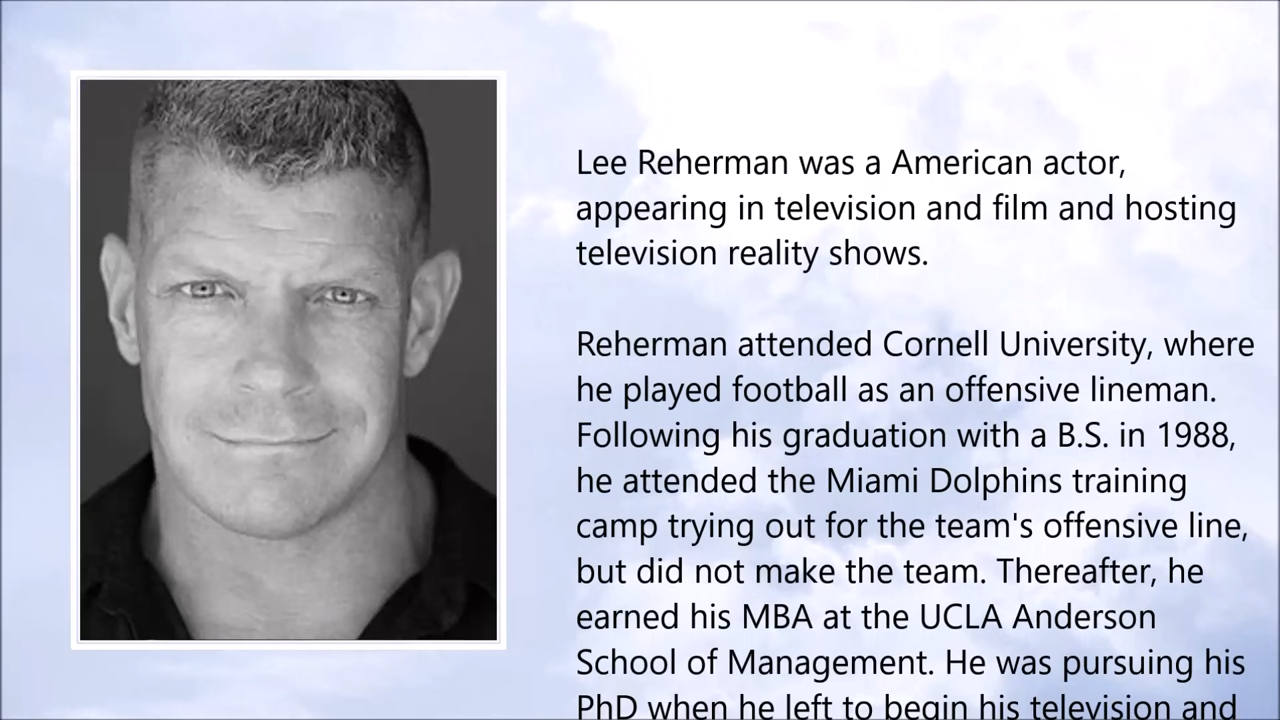 Lee Reherman was a American actor,
appearing in television and film and hosting
television reality shows.
Reherman attended Cornell University, where
he played football as an offensive lineman.
Following his graduation with a B.S. in 1988,
he attended the Miami Dolphins training
camp trying out for the team's offensive line,
but did not make the team. Thereafter, he
earned his MBA at the UCLA Anderson
School of Management. He was pursuing his
PhD when he left to begin his television and